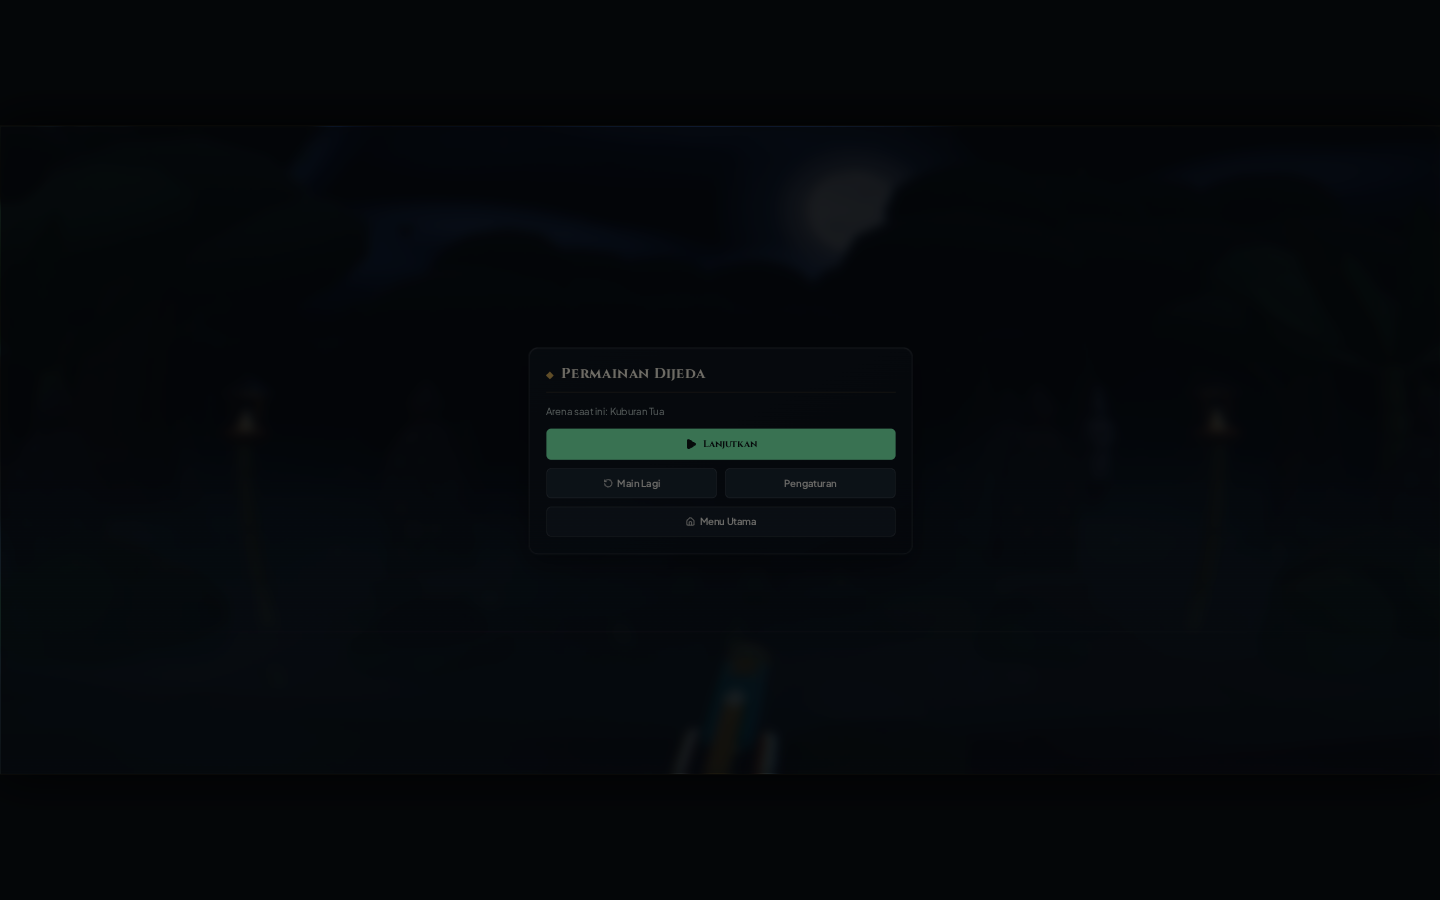 Permainan Dijeda
Arena saat ini: Kuburan Tua
Lanjutkan
Main Lagi
Pengaturan
Menu Utama